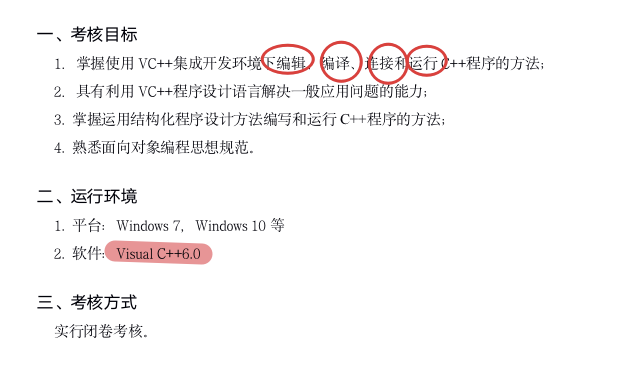 一、考核目标
1. 掌握使用 VC++集成开发环境下编辑、编译、连接和运行 C++程序的方法；
2. 具有利用 VC++程序设计语言解决一般应用问题的能力；
3. 掌握运用结构化程序设计方法编写和运行 C++程序的方法；
4. 熟悉面向对象编程思想规范。
二、运行环境
1. 平台：Windows 7，Windows 10 等
2. 软件：Visual C++6.0
三、考核方式
实行闭卷考核。